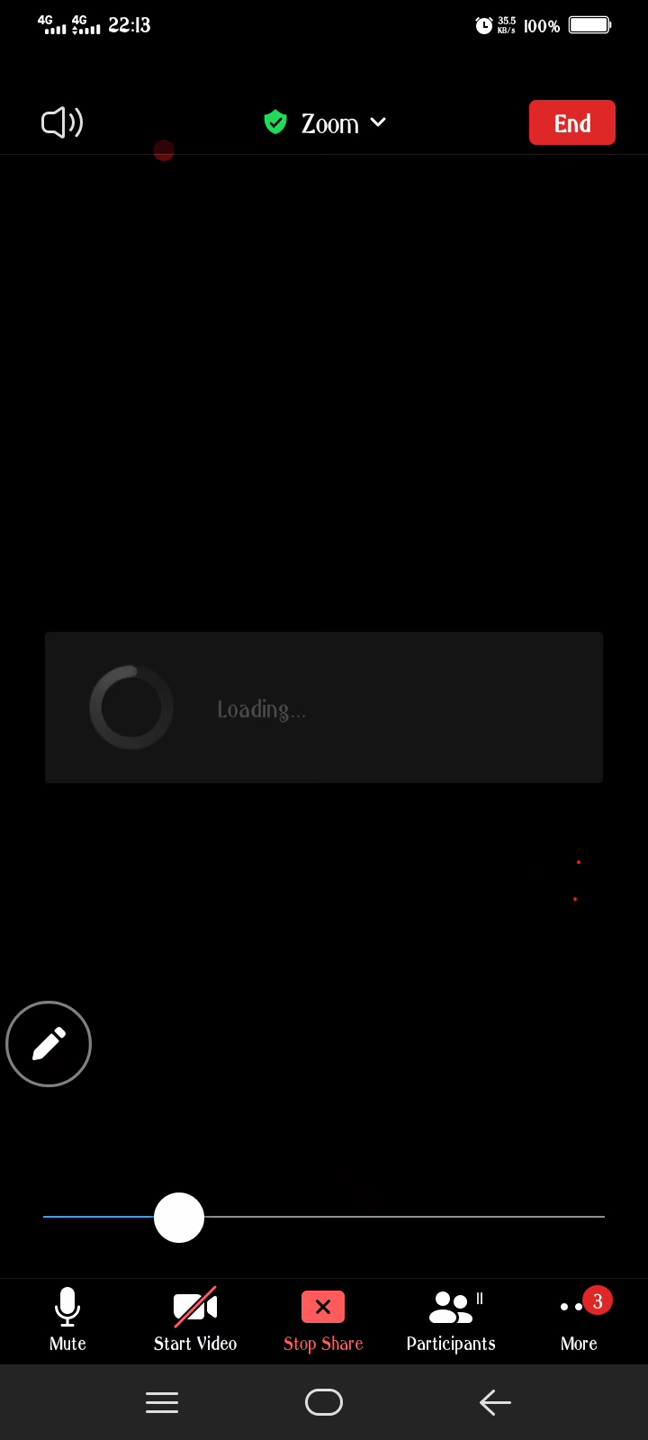 4G 4G 22:13 35.5 KB/s 100%
Zoom End
Loading...
Mute Start Video Stop Share Participants 11 More 3